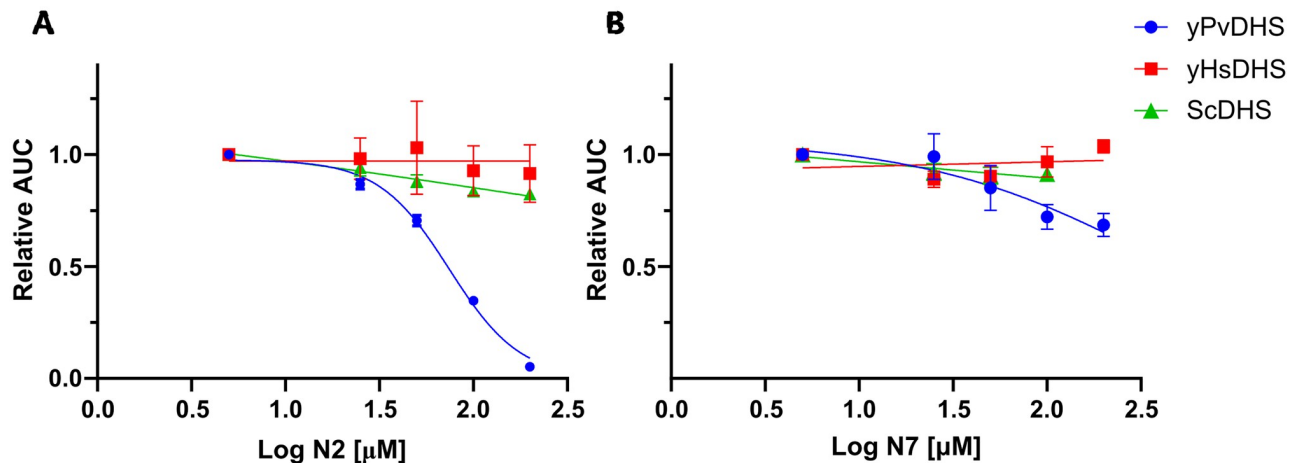 A
B
yPvDHS
yHsDHS
ScDHS
Relative AUC
1.0
0.5
0.0
0.0 0.5 1.0 1.5 2.0 2.5
Log N2 [μM]
Relative AUC
1.0
0.5
0.0 0.5 1.0 1.5 2.0 2.5
Log N7 [µM]